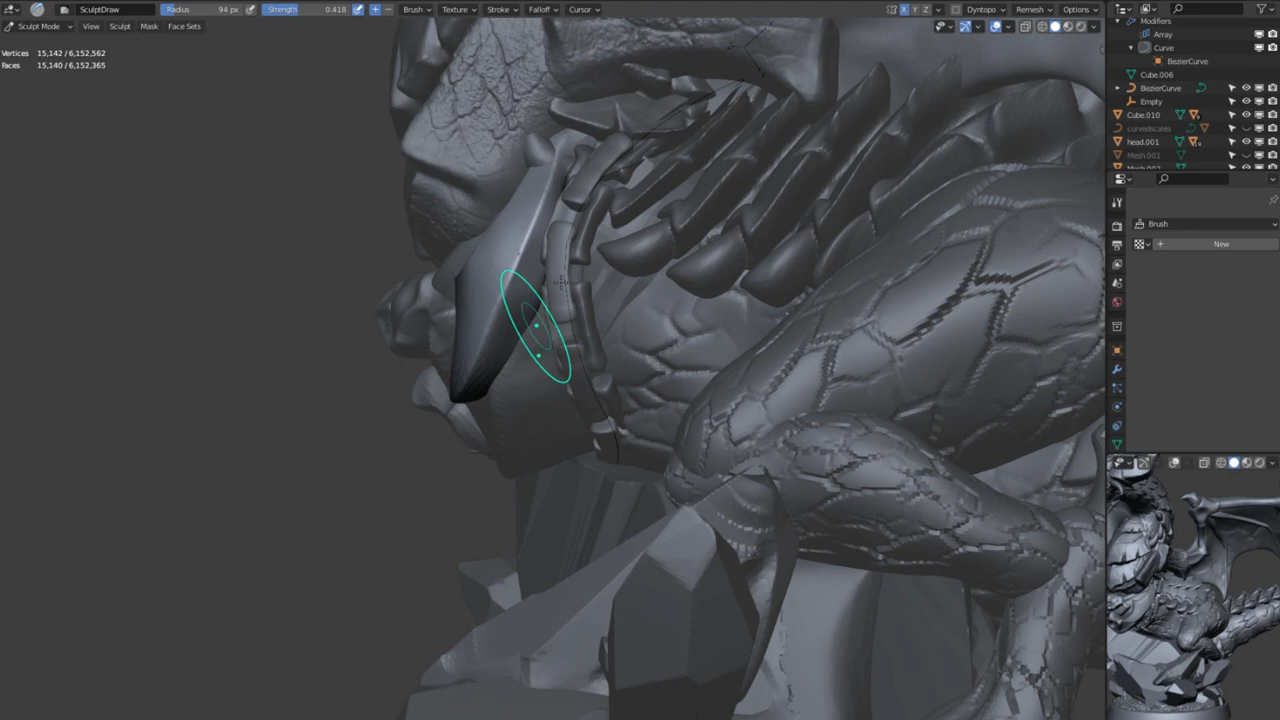 SculptDraw Radius 94 px Strength 0.418 Brush Texture Stroke Falloff Cursor X Y Z Dyntopo Remesh Options
Sculpt Mode View Sculpt Mask Face Sets
Vertices 15,142 / 6,152,562
Faces 15,140 / 6,152,365
Modifiers
Array
Curve
BezierCurve
Cube.006
BezierCurve
Empty
Cube.010
curvedscales
head.001
Mesh.001
Mesh.002
Brush
New